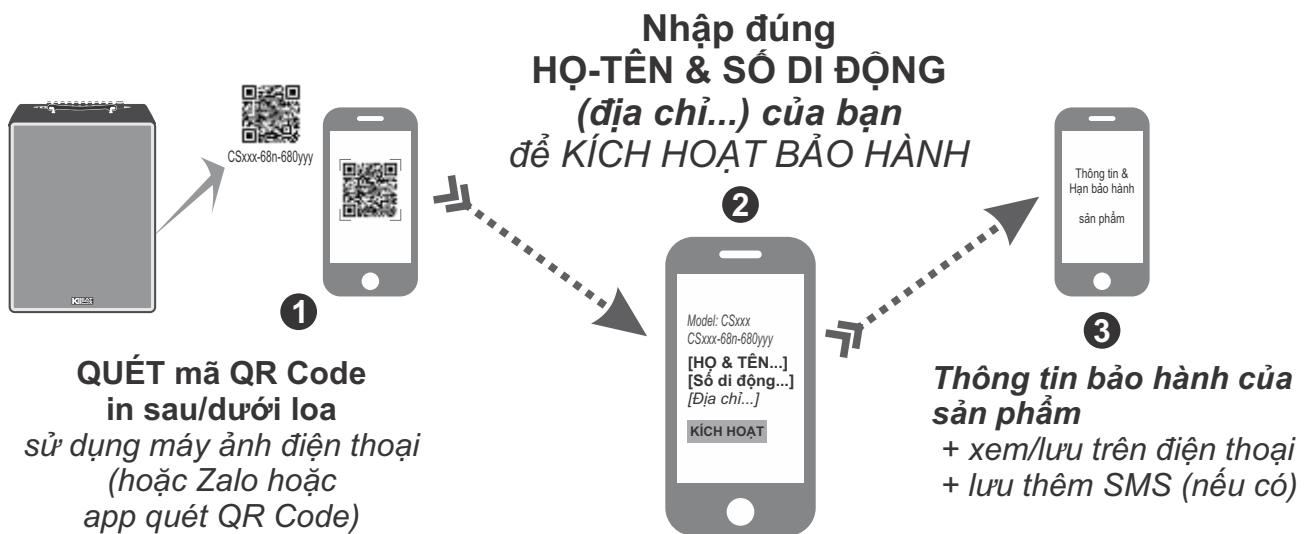 CSxxx-68n-680yyy
1
QUÉT mã QR Code
in sau/dưới loa
sử dụng máy ảnh điện thoại
(hoặc Zalo hoặc
app quét QR Code)
Nhập đúng
HỌ-TÊN & SỐ DI ĐỘNG
(địa chỉ...) của bạn
để KÍCH HOẠT BẢO HÀNH
2
Model: CSxxx
CSxxx-68n-680yyy
[HỌ & TÊN...]
[Số di động...]
[Địa chỉ...]
KÍCH HOẠT
Thông tin &
Hạn bảo hành
sản phẩm
3
Thông tin bảo hành của
sản phẩm
+ xem/lưu trên điện thoại
+ lưu thêm SMS (nếu có)